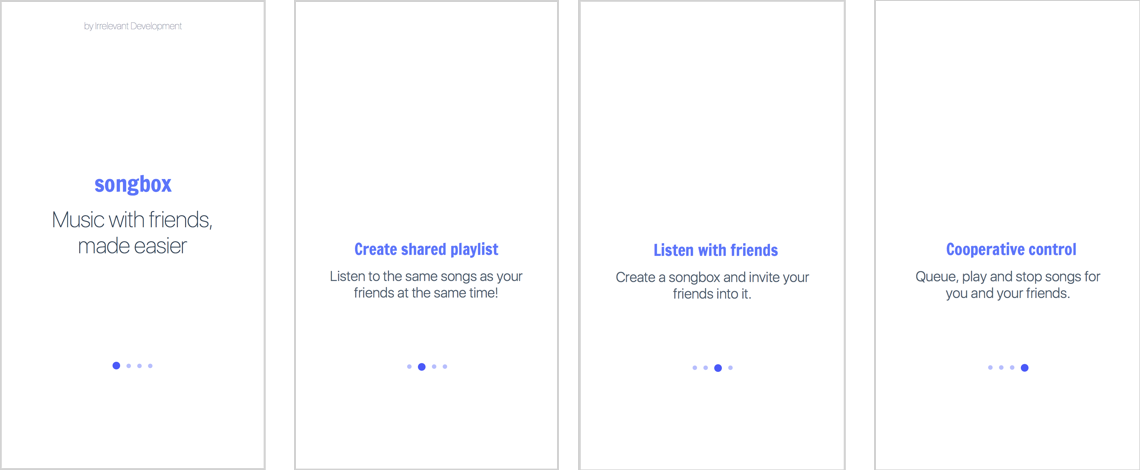 by Irrelevant Development
songbox
Music with friends,
made easier
Create shared playlist
Listen to the same songs as your
friends at the same time!
Listen with friends
Create a songbox and invite your
friends into it.
Cooperative control
Queue, play and stop songs for
you and your friends.